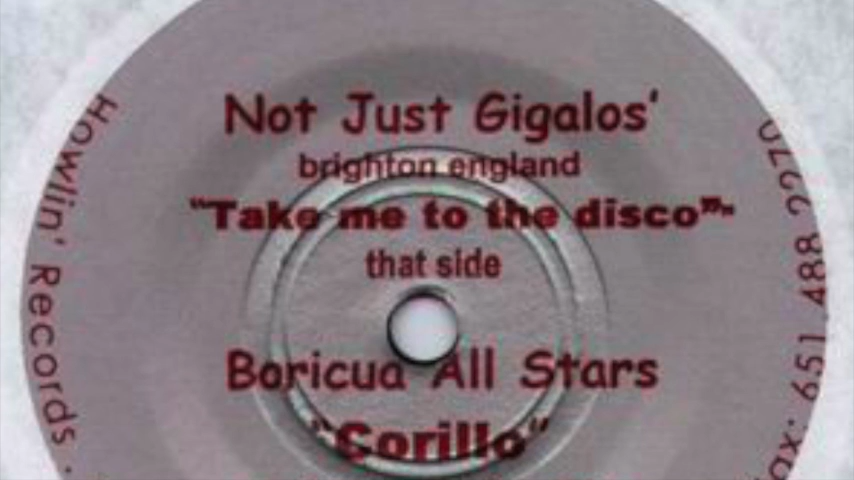 Not Just Gigalos'
brighton england
"Take me to the disco"
that side
Boricua All Stars
"Corillo"
Howlin' Records.
ax: 651 488 2270